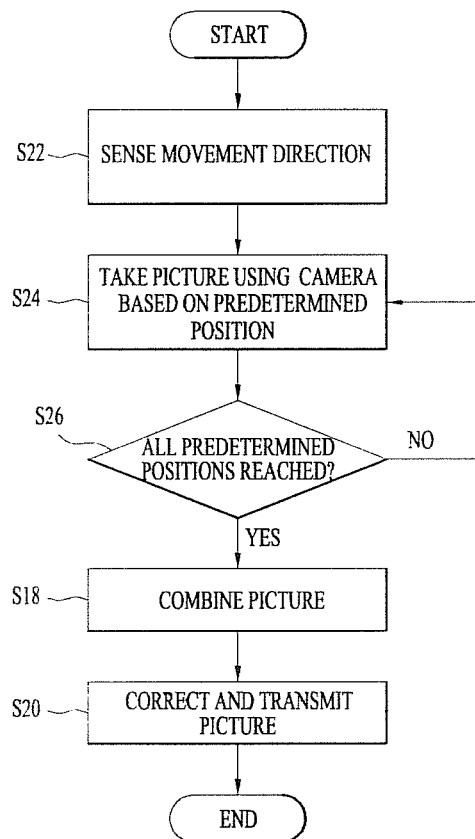 START
S22
SENSE MOVEMENT DIRECTION
S24
TAKE PICTURE USING CAMERA
BASED ON PREDETERMINED
POSITION
S26
ALL PREDETERMINED
POSITIONS REACHED?
NO
YES
S18
COMBINE PICTURE
S20
CORRECT AND TRANSMIT
PICTURE
END